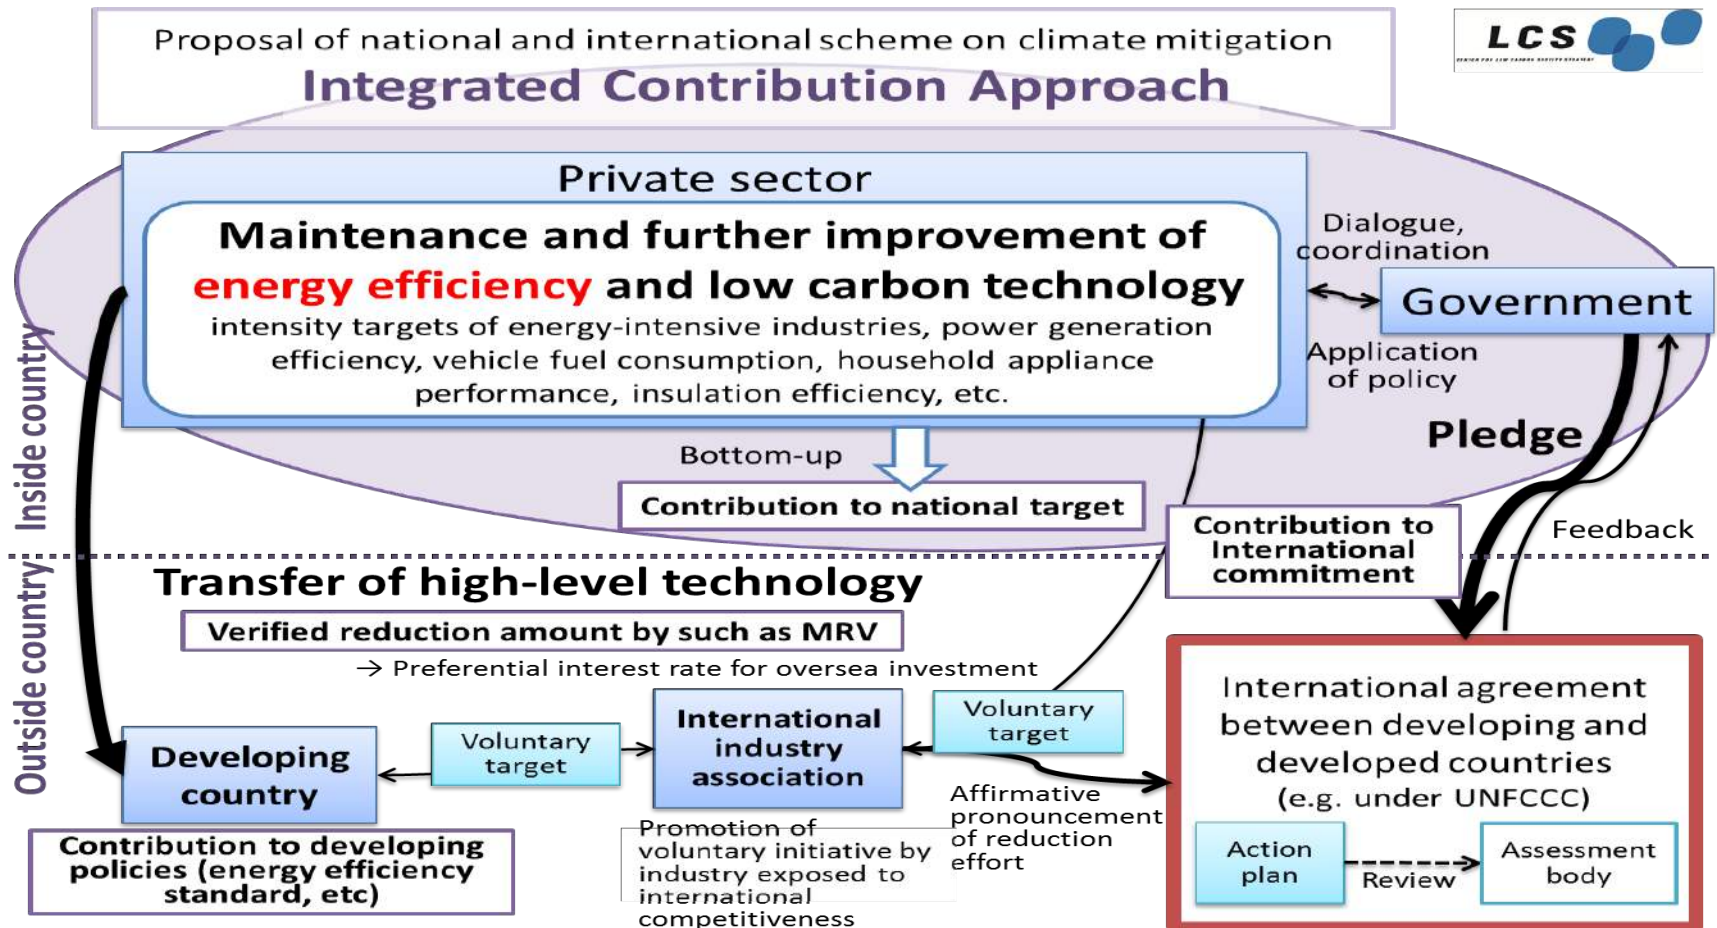 Proposal of national and international scheme on climate mitigation
Integrated Contribution Approach
LCS
CENTER FOR LOW CARBON SOCIETY STRATEGY
Private sector
Maintenance and further improvement of
energy efficiency and low carbon technology
intensity targets of energy-intensive industries, power generation
efficiency, vehicle fuel consumption, household appliance
performance, insulation efficiency, etc.
Dialogue,
coordination
Government
Application
of policy
Pledge
Bottom-up
Contribution to national target
Contribution to
International
commitment
Feedback
Inside country
Outside country
Transfer of high-level technology
Verified reduction amount by such as MRV
→ Preferential interest rate for oversea investment
Developing
country
Voluntary
target
International
industry
association
Voluntary
target
Contribution to developing
policies (energy efficiency
standard, etc)
Promotion of
voluntary initiative by
industry exposed to
international
competitiveness
Affirmative
pronouncement
of reduction
effort
International agreement
between developing and
developed countries
(e.g. under UNFCCC)
Action
plan
Review
Assessment
body